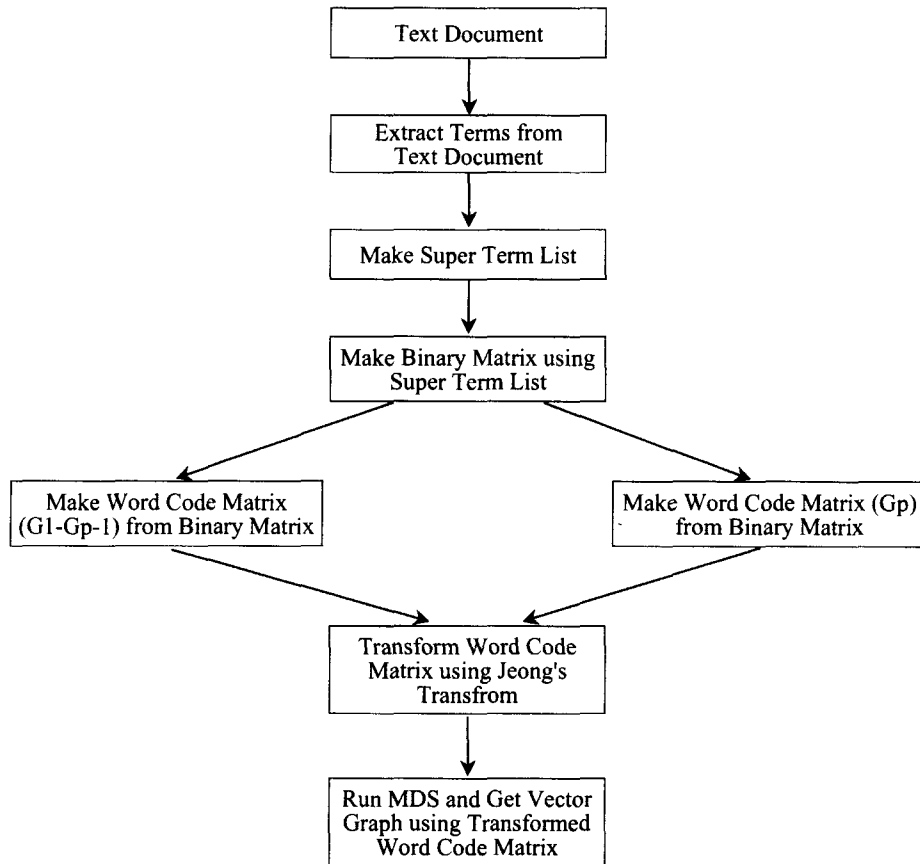 Text Document
Extract Terms from
Text Document
Make Super Term List
Make Binary Matrix using
Super Term List
Make Word Code Matrix
(G1-Gp-1) from Binary Matrix
Make Word Code Matrix (Gp)
from Binary Matrix
Transform Word Code
Matrix using Jeong's
Transfrom
Run MDS and Get Vector
Graph using Transformed
Word Code Matrix